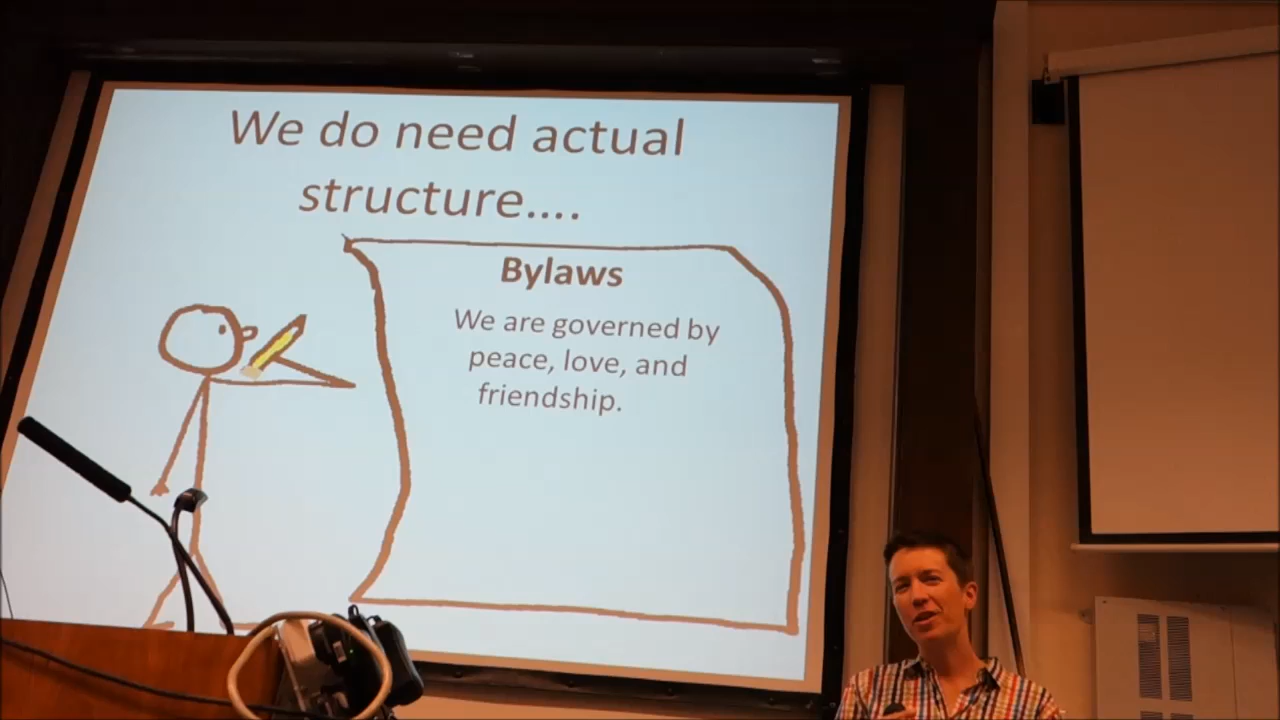 We do need actual
structure....
Bylaws
We are governed by
peace, love, and
friendship.